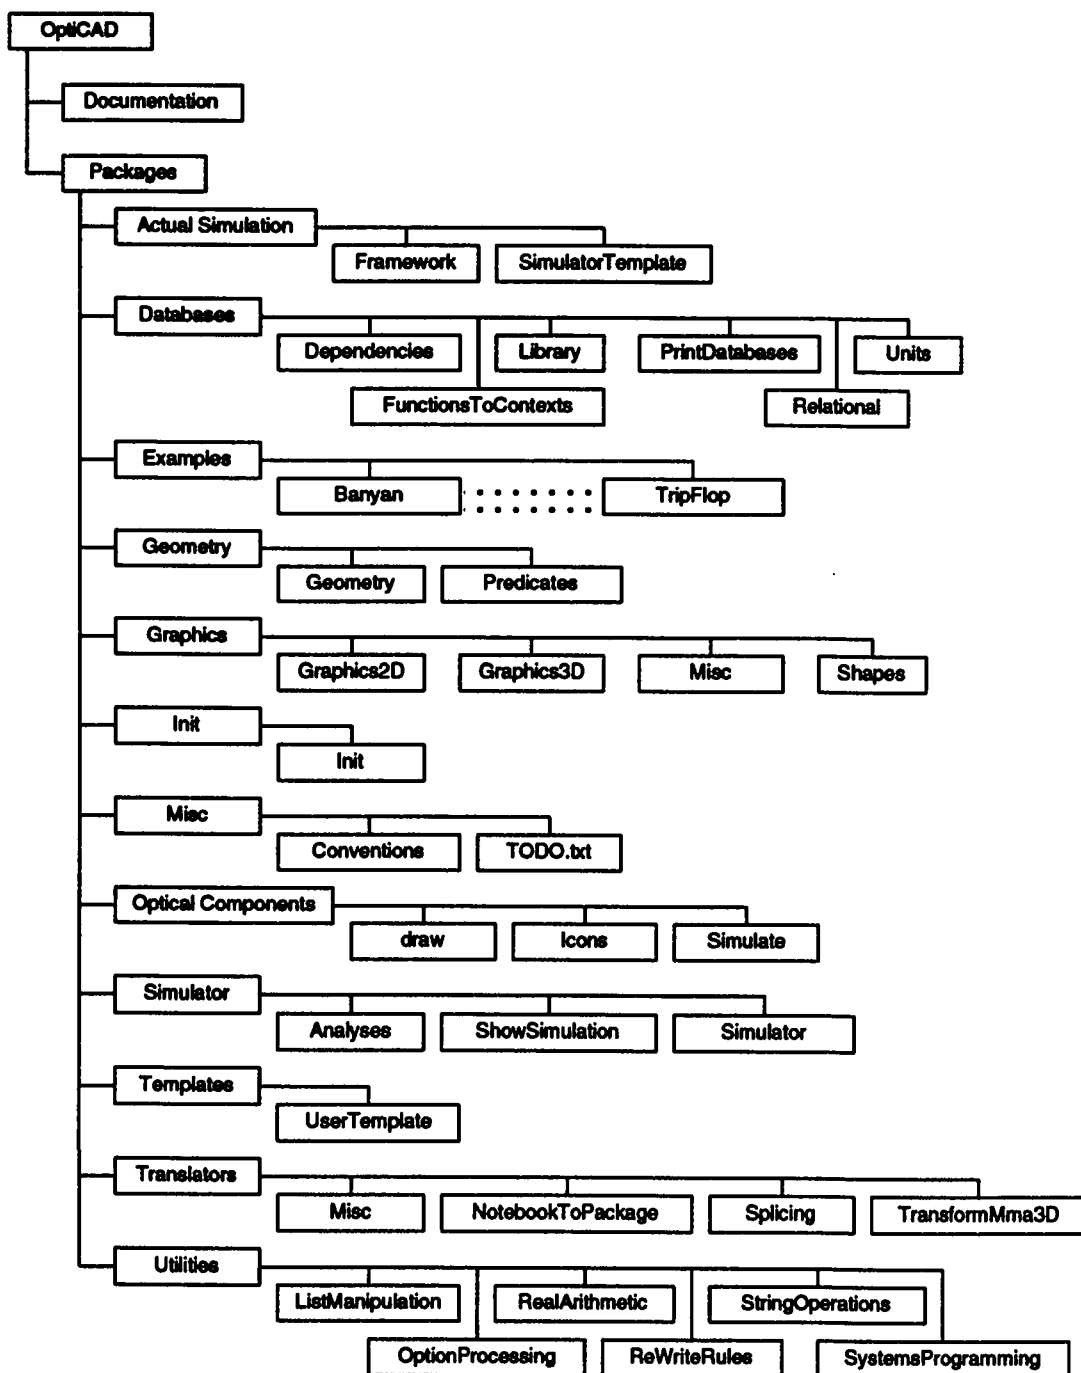 OptiCAD
Documentation
Packages
Actual Simulation
Framework
SimulatorTemplate
Databases
Dependencies
Library
PrintDatabases
Units
FunctionsToContexts
Relational
Examples
Banyan
TripFlop
Geometry
Geometry
Predicates
Graphics
Graphics2D
Graphics3D
Misc
Shapes
Init
Init
Misc
Conventions
TODO.txt
Optical Components
draw
Icons
Simulate
Simulator
Analyses
ShowSimulation
Simulator
Templates
UserTemplate
Translators
Misc
NotebookToPackage
Splicing
TransformMma3D
Utilities
ListManipulation
RealArithmetic
StringOperations
OptionProcessing
ReWriteRules
SystemsProgramming